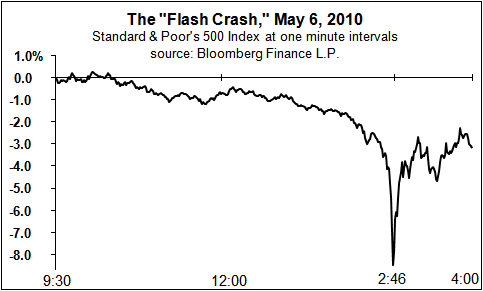 The "Flash Crash," May 6, 2010
Standard & Poor's 500 Index at one minute intervals
source: Bloomberg Finance L.P.
1.0%
0.0
-1.0
-2.0
-3.0
-4.0
-5.0
-6.0
-7.0
-8.0
9:30 12:00 2:46 4:00